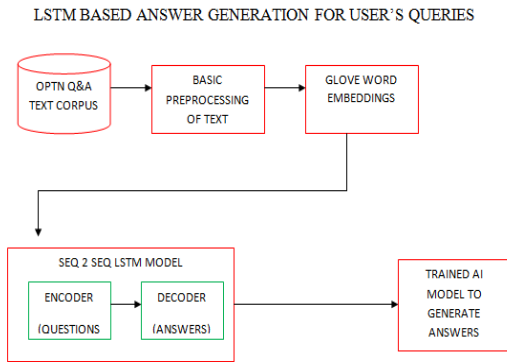 LSTM BASED ANSWER GENERATION FOR USER’S QUERIES
OPTN Q&A
TEXT CORPUS
BASIC
PREPROCESSING
OF TEXT
GLOVE WORD
EMBEDDINGS
SEQ 2 SEQ LSTM MODEL
ENCODER
(QUESTIONS
DECODER
(ANSWERS)
TRAINED AI
MODEL TO
GENERATE
ANSWERS